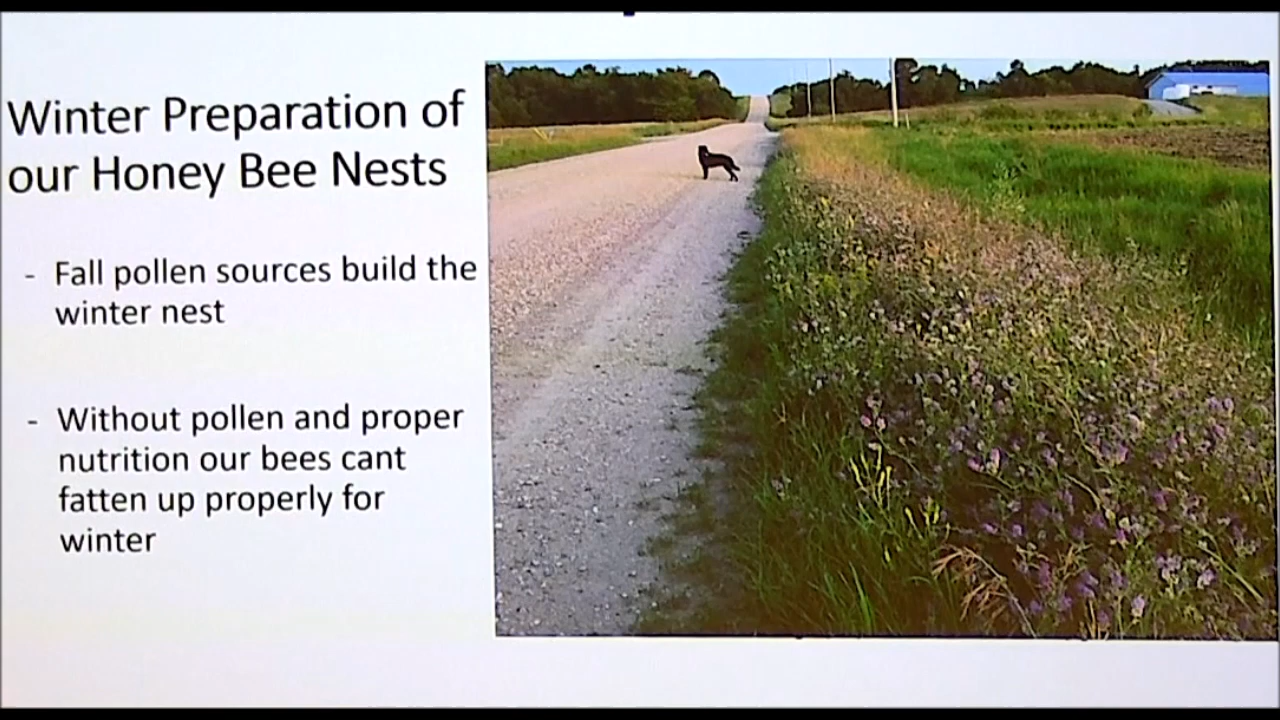 Winter Preparation of
our Honey Bee Nests
- Fall pollen sources build the
winter nest
- Without pollen and proper
nutrition our bees cant
fatten up properly for
winter